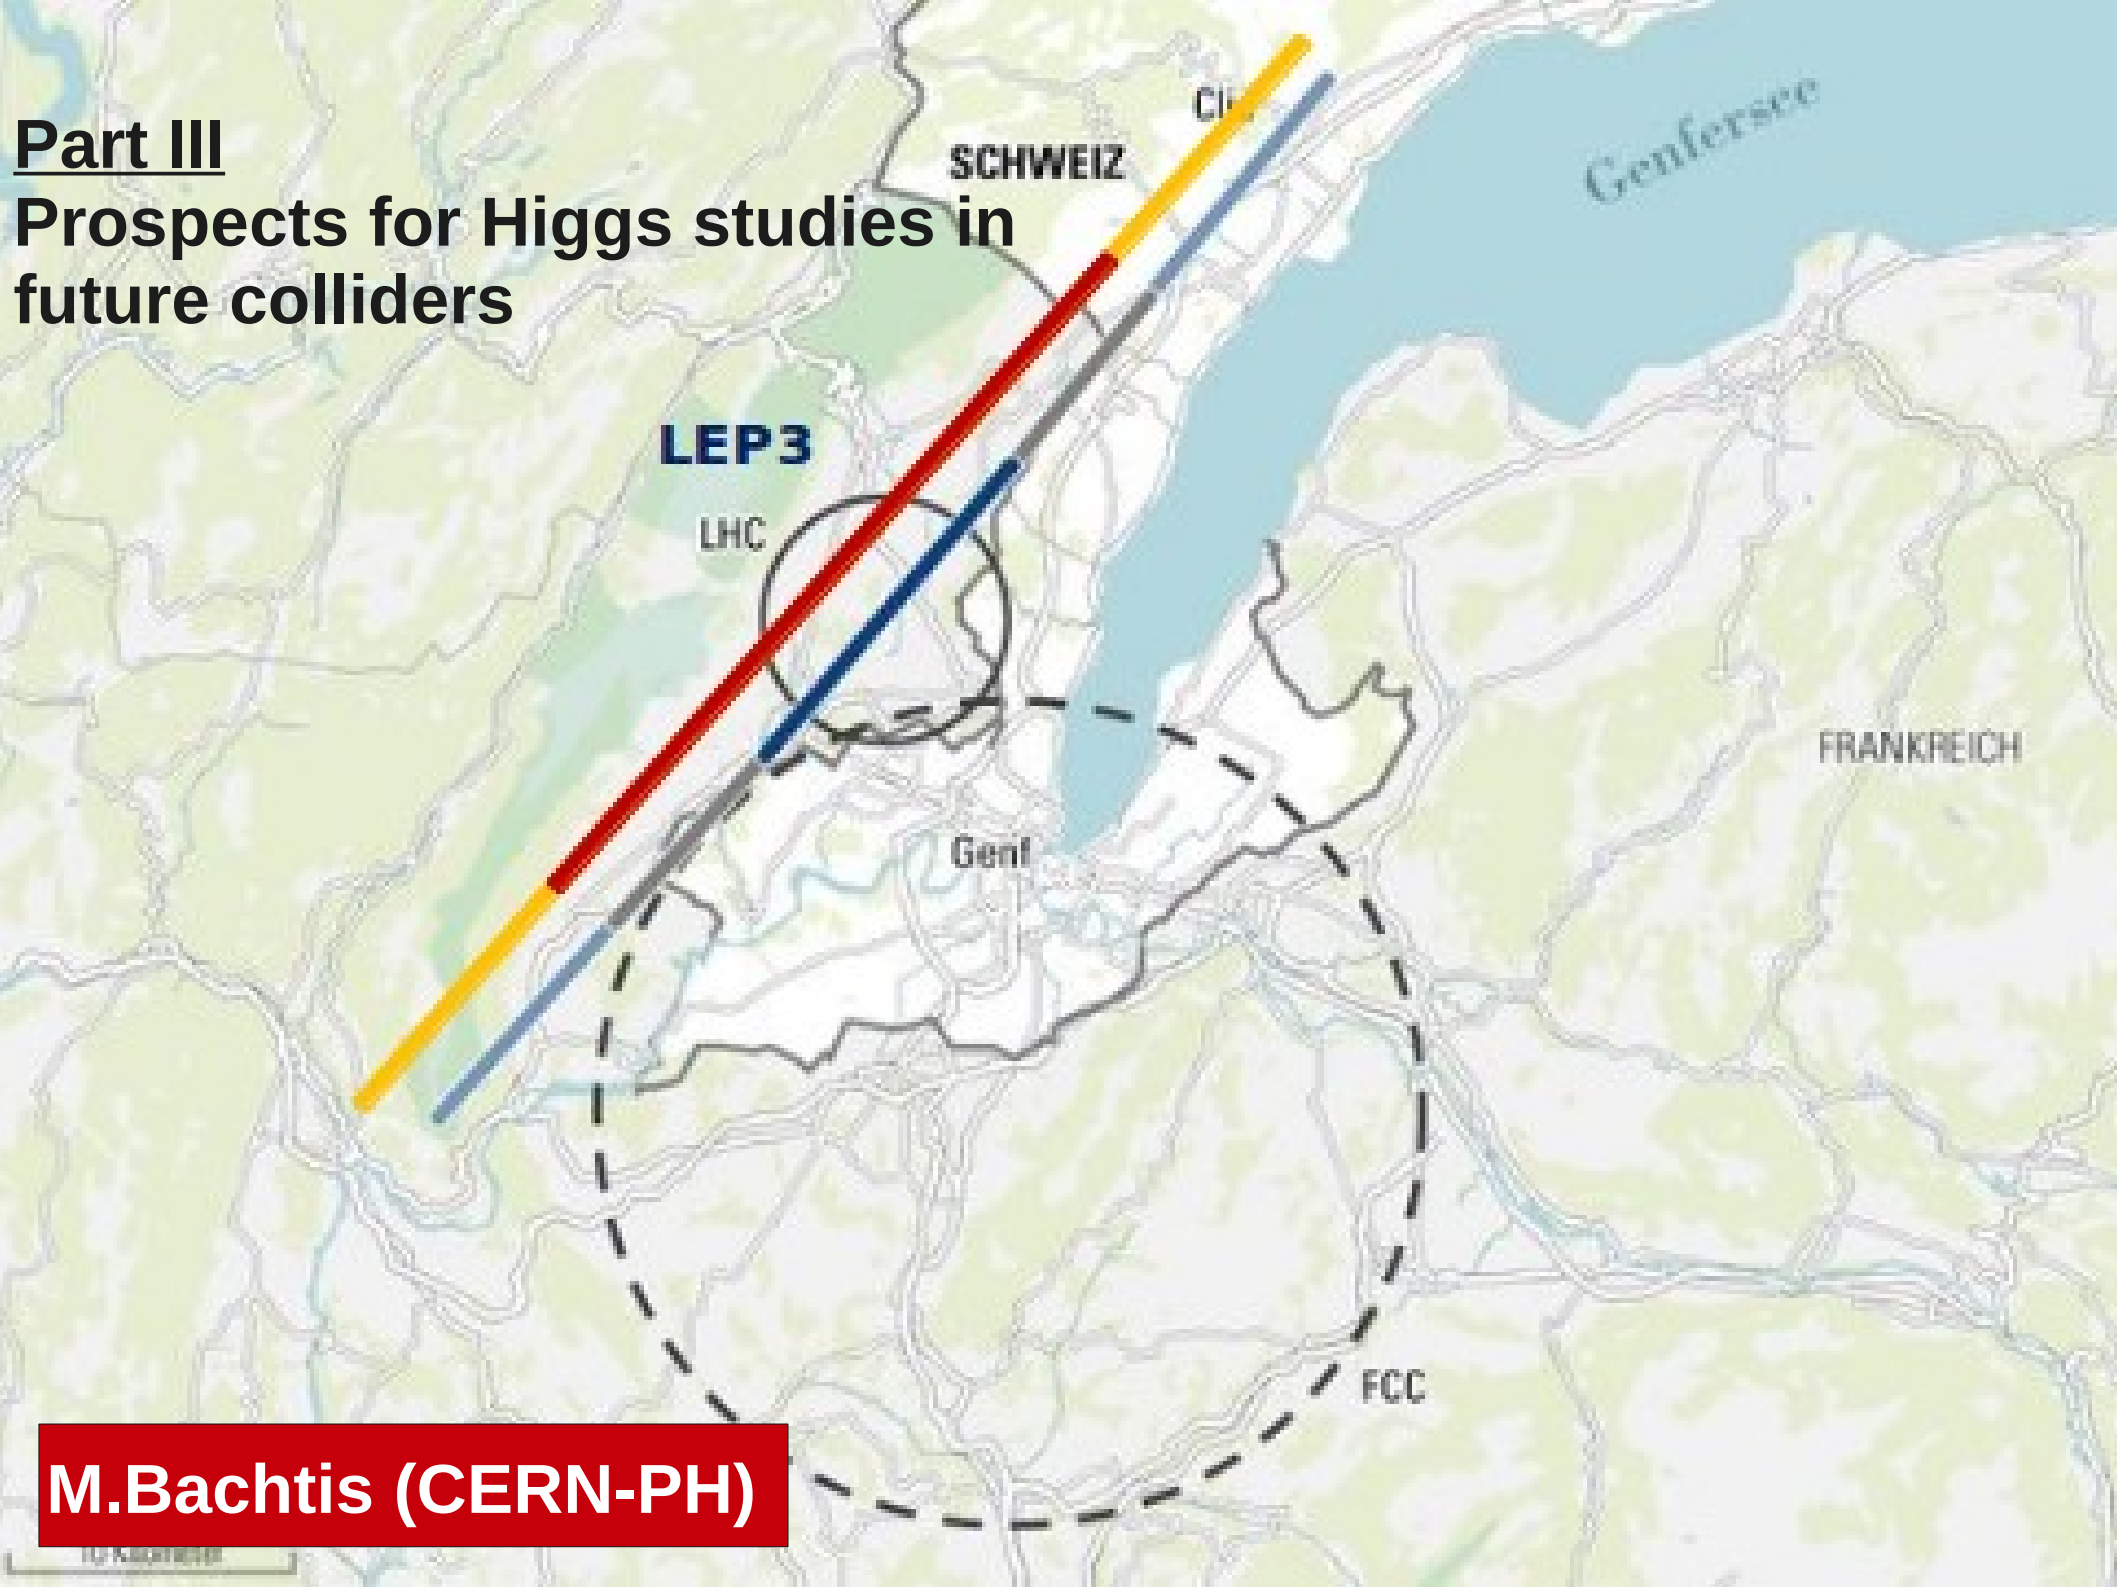 Part III
Prospects for Higgs studies in
future colliders
SCHWEIZ
Genfersee
LEP3
LHC
FRANKREICH
Genf
FCC
M.Bachtis (CERN-PH)